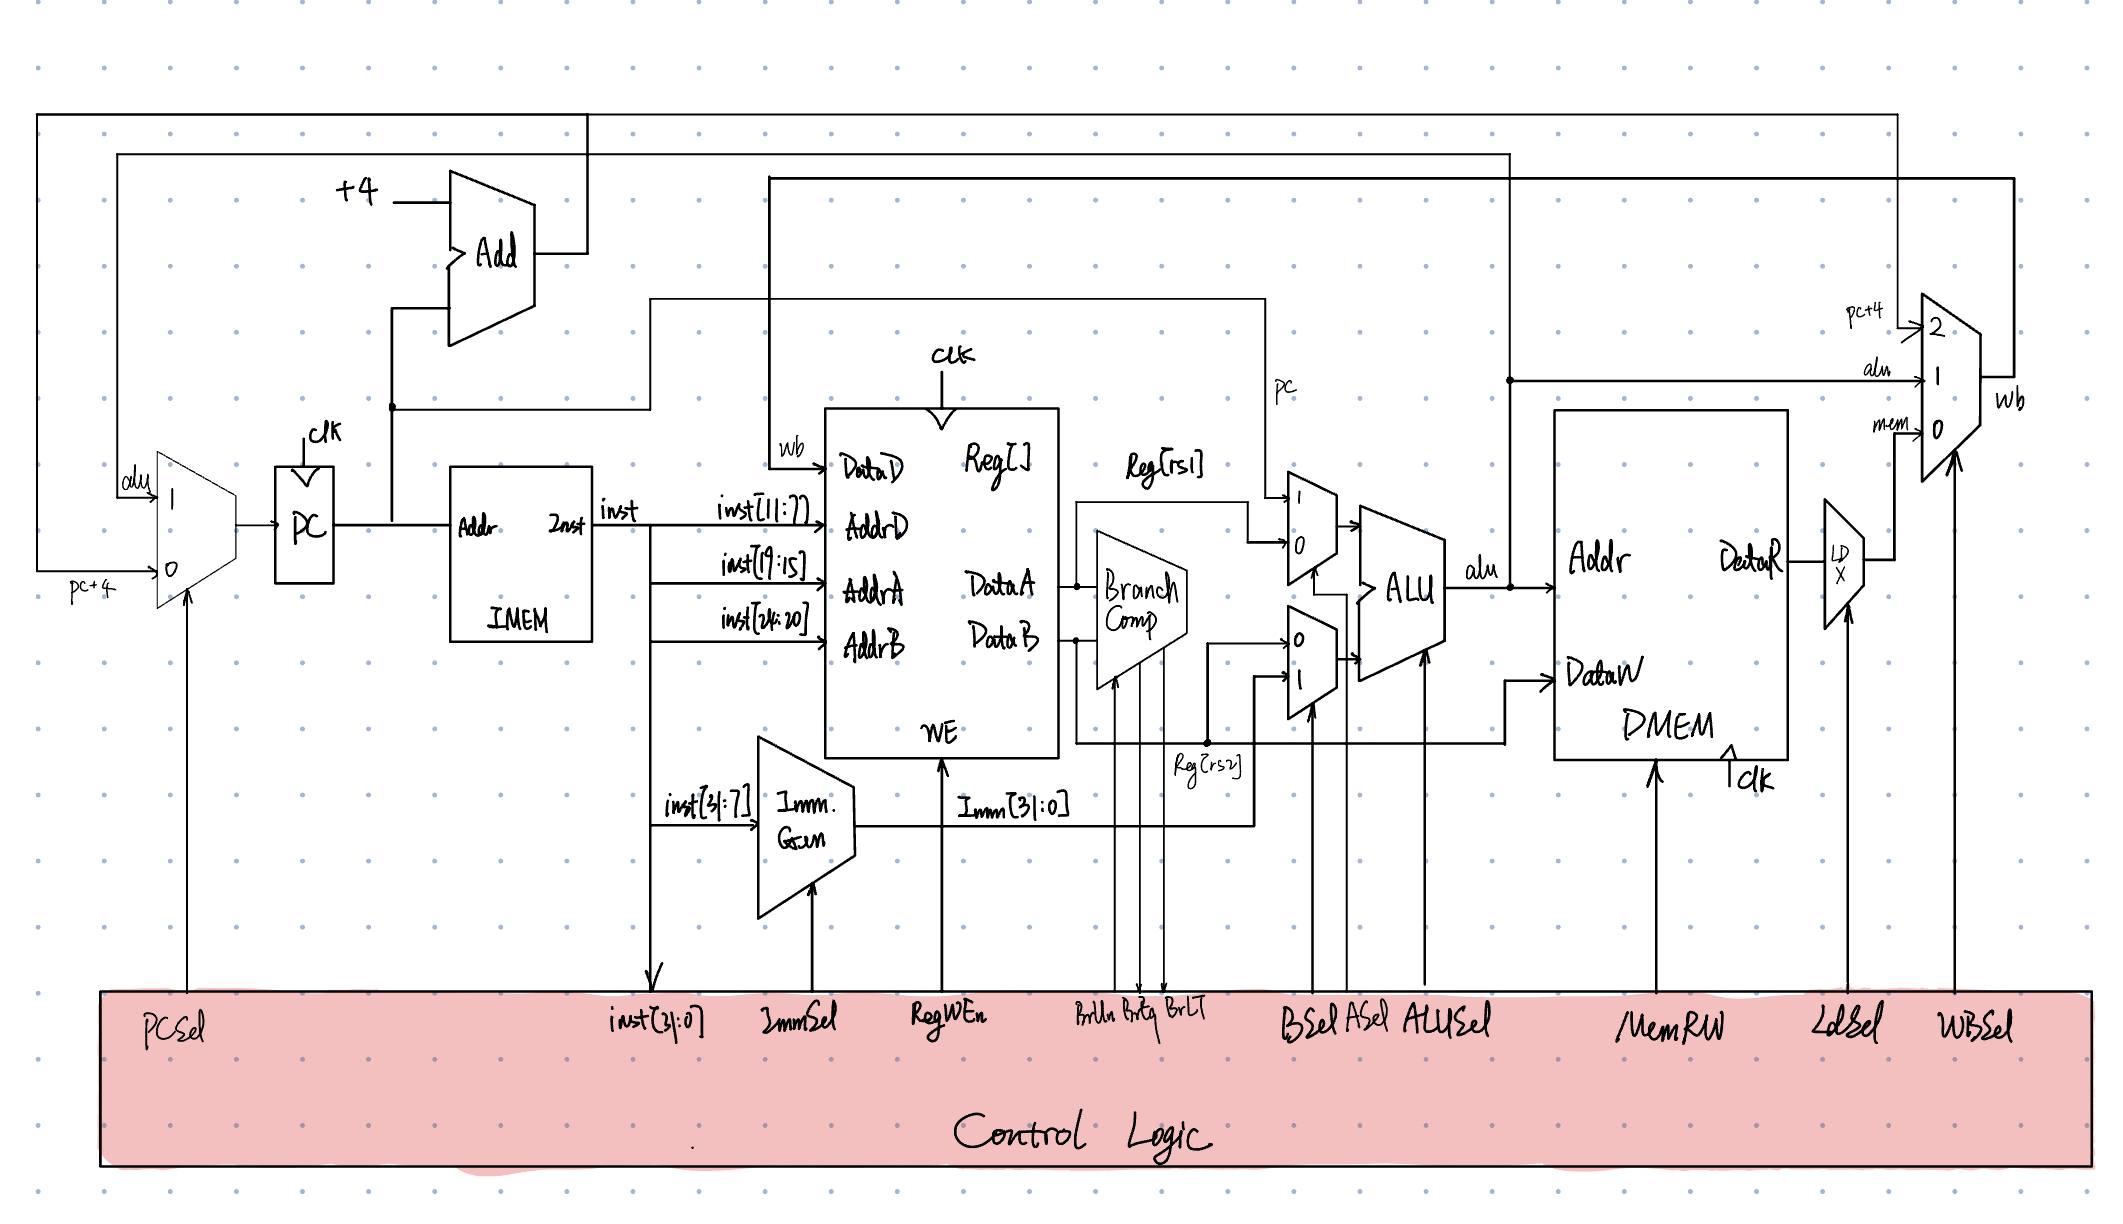 +4
Add
pc+4
2
alu
1
mem
0
wb
clk
pc
wb
DataD
Reg[]
Reg[rs1]
alu
1
0
pc+4
clk
PC
Addr
Inst
IMEM
inst
inst[11:7]
AddrD
inst[19:15]
AddrA
inst[24:20]
AddrB
DataA
DataB
WE
Branch
Comp
1
0
0
1
ALU
alu
Addr
DataR
DataW
DMEM
clk
LD
X
Reg[rs2]
inst[31:7]
Imm.
Gen
Imm[31:0]
PCSel
inst[31:0]
ImmSel
RegWEn
BrUn
BrEq
BrLT
BSel
ASel
ALUSel
MemRW
LdSel
WBSel
Control Logic